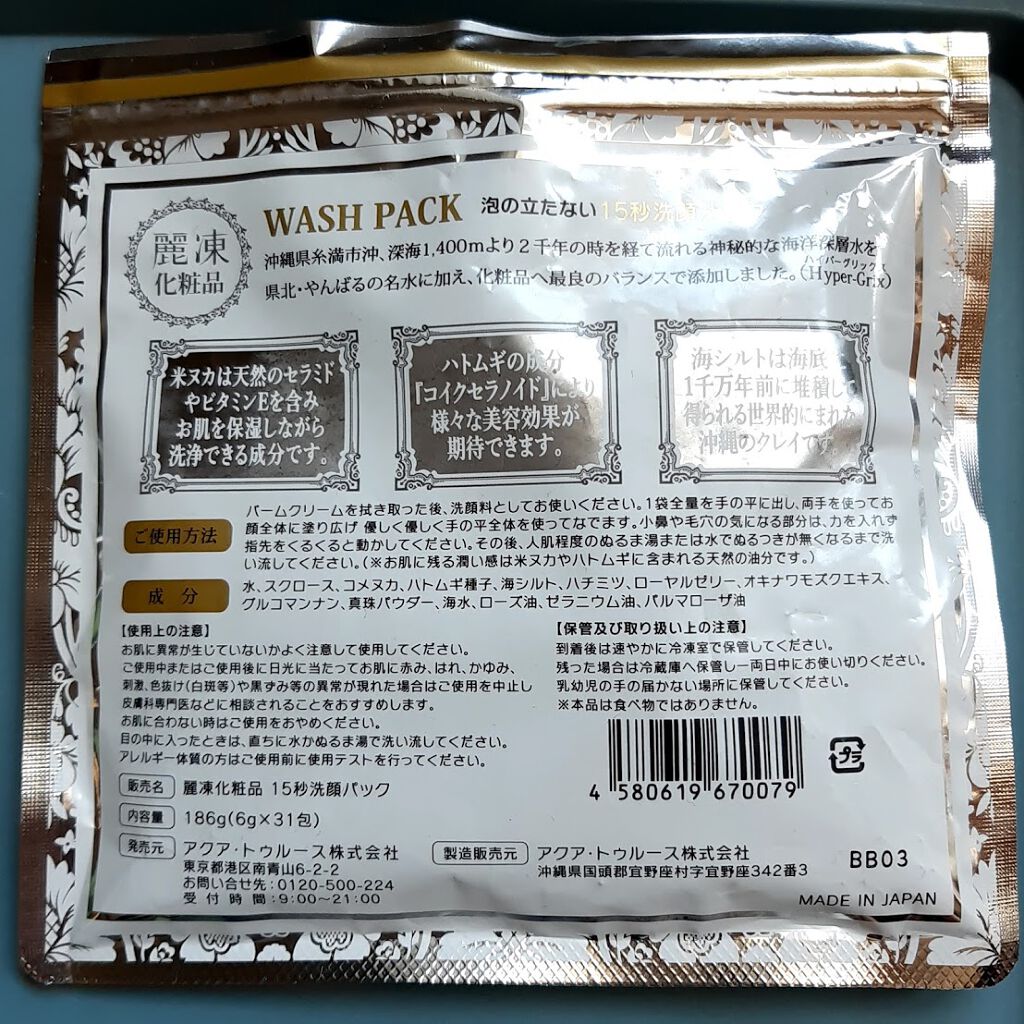 麗凍
化粧品
WASH PACK 泡の立たない15秒洗顔
沖縄県糸満市沖、深海1,400mより2千年の時を経て流れる神秘的な海洋深層水を
県北・やんばるの名水に加え、化粧品へ最良のバランスで添加しました。(Hyper-Grix)
ハイパーグリックス
米ヌカは天然のセラミド
やビタミンEを含み
お肌を保湿しながら
洗浄できる成分です。
ハトムギの成分
「コイクセラノイド」により
様々な美容効果が
期待できます。
海シルトは海底に
1千万年前に堆積して
得られる世界的にまれな
沖縄のクレイです
ご使用方法
バームクリームを拭き取った後、洗顔料としてお使いください。1袋全量を手の平に出し、両手を使ってお
顔全体に塗り広げ 優しく優しく手の平全体を使ってなでます。小鼻や毛穴の気になる部分は、力を入れず
指先をくるくると動かしてください。その後、人肌程度のぬるま湯または水でぬるつきが無くなるまで洗
い流してください。(※お肌に残る潤い感は米ヌカやハトムギに含まれる天然の油分です。)
成分
水、スクロース、コメヌカ、ハトムギ種子、海シルト、ハチミツ、ローヤルゼリー、オキナワモズクエキス、
グルコマンナン、真珠パウダー、海水、ローズ油、ゼラニウム油、パルマローザ油
【使用上の注意】
お肌に異常が生じていないかよく注意して使用してください。
ご使用中またはご使用後に日光に当たってお肌に赤み、はれ、かゆみ、
刺激、色抜け(白斑等)や黒ずみ等の異常が現れた場合はご使用を中止し
皮膚科専門医などに相談されることをおすすめします。
お肌に合わない時はご使用をおやめください。
目の中に入ったときは、直ちに水かぬるま湯で洗い流してください。
アレルギー体質の方はご使用前に使用テストを行ってください。
【保管及び取り扱い上の注意】
到着後は速やかに冷凍室で保管してください。
残った場合は冷蔵庫へ保管し一両日中にお使い切りください。
乳幼児の手の届かない場所に保管してください。
※本品は食べ物ではありません。
4 580619 670079
プラ
販売名 麗凍化粧品 15秒洗顔パック
内容量 186g(6g×31包)
発売元 アクア・トゥルース株式会社
東京都港区南青山6-2-2
お問い合せ先:0120-500-224
受付時間:9:00〜21:00
製造販売元 アクア・トゥルース株式会社
沖縄県国頭郡宜野座村字宜野座342番3
BB03
MADE IN JAPAN